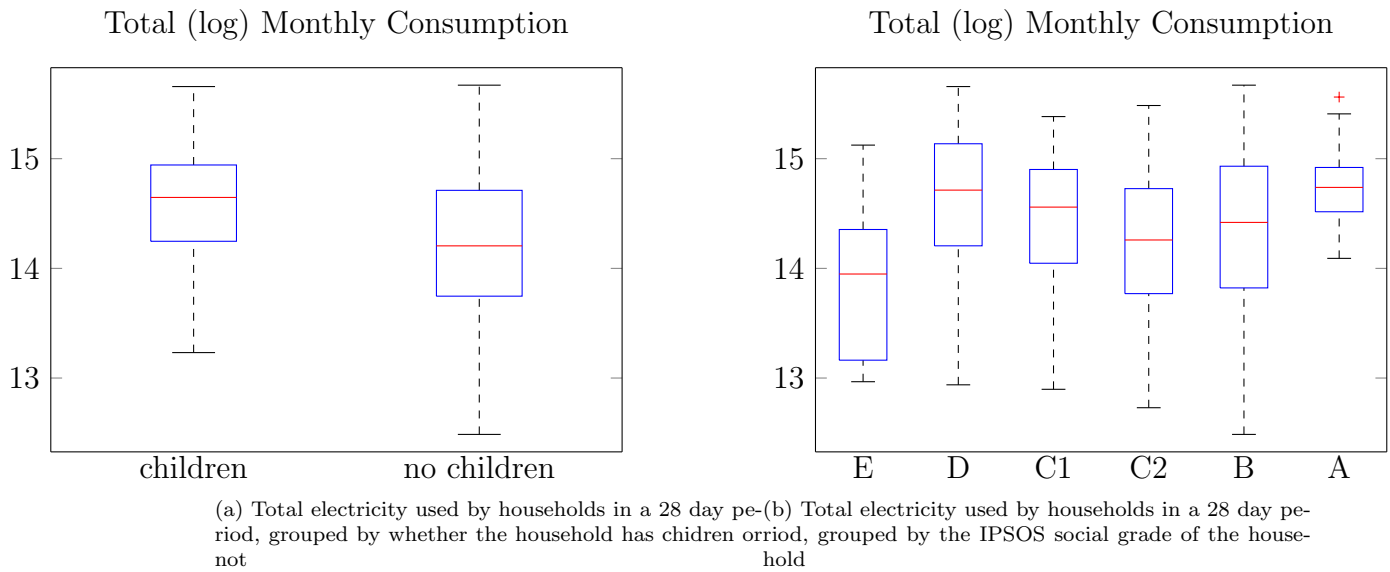 Total (log) Monthly Consumption
15
14
13
children no children
(a) Total electricity used by households in a 28 day pe-
riod, grouped by whether the household has chidren or
not
Total (log) Monthly Consumption
15
14
13
E D C1 C2 B A
(b) Total electricity used by households in a 28 day pe-
riod, grouped by the IPSOS social grade of the house-
hold